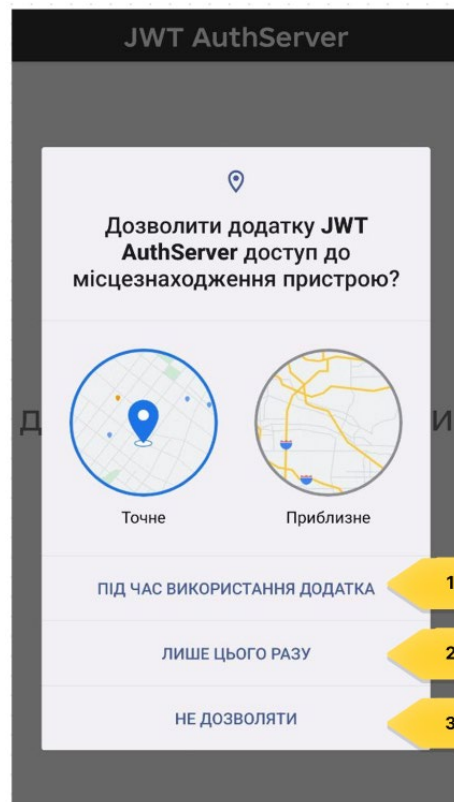 JWT AuthServer
Дозволити додатку JWT
AuthServer доступ до
місцезнаходження пристрою?
Д
И
Точне
Приблизне
ПІД ЧАС ВИКОРИСТАННЯ ДОДАТКА
1
ЛИШЕ ЦЬОГО РАЗУ
2
НЕ ДОЗВОЛЯТИ
3